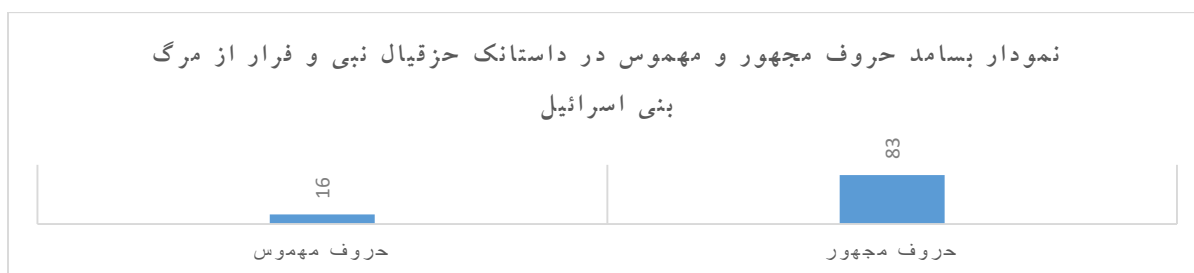 نمودار بسامد حروف مجهور و مهموس در داستانک حزقیال نبی و فرار از مرگ
بنی اسرائیل
83
16
حروف مجهور
حروف مهموس